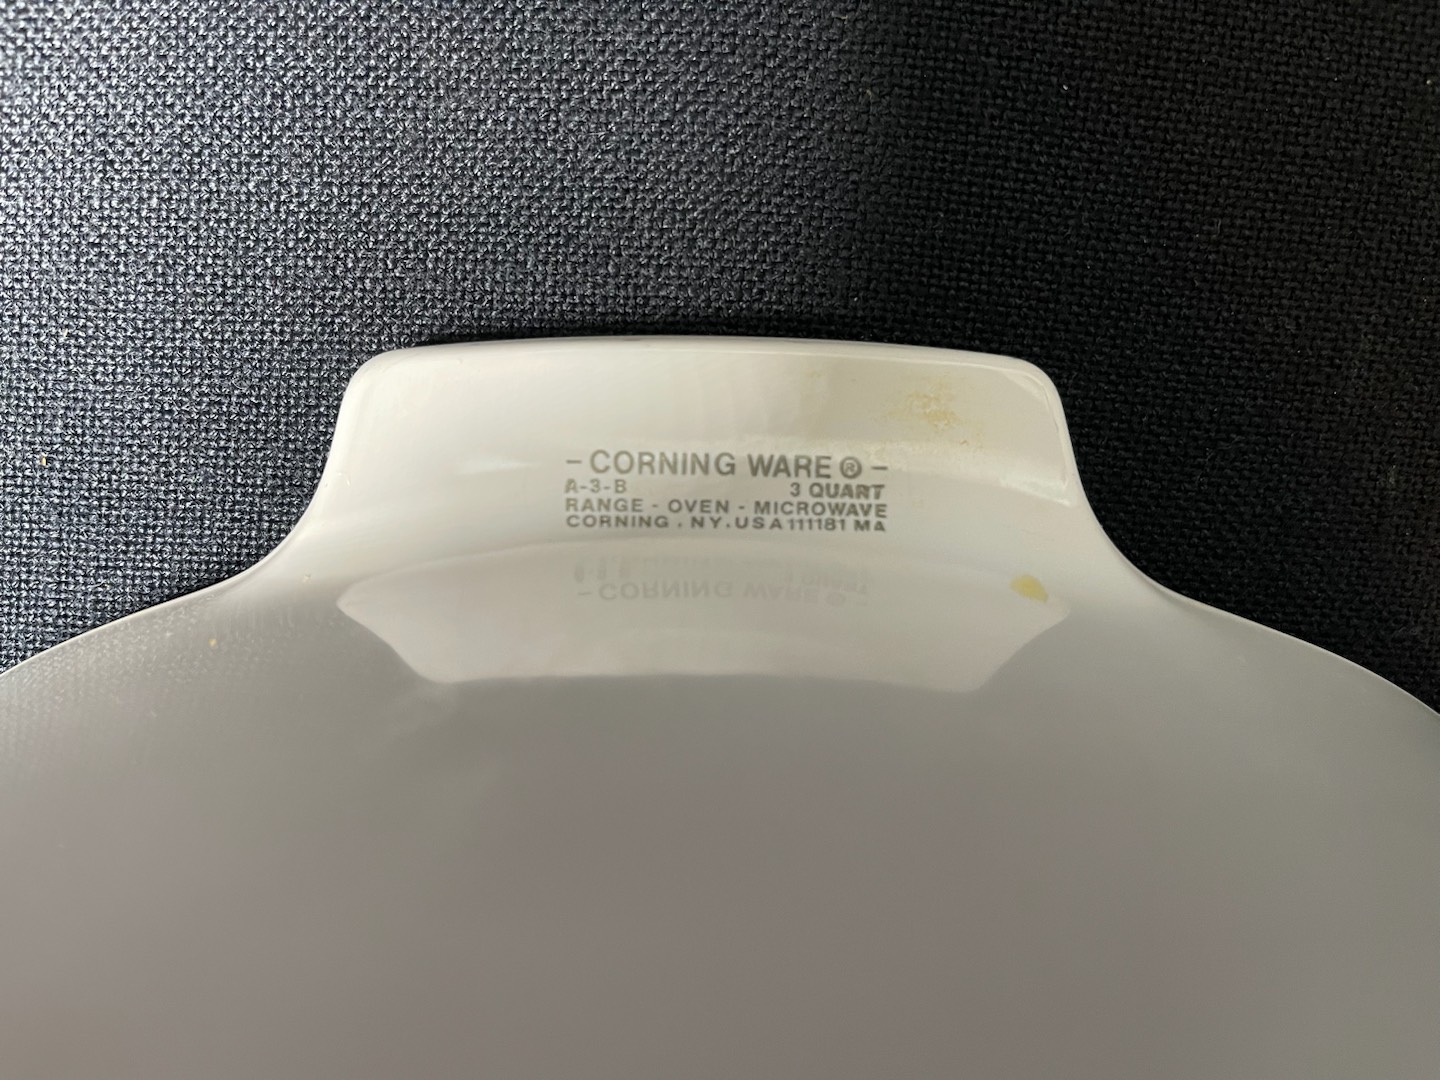 - CORNING WARE ® -
A-3-B 3 QUART
RANGE - OVEN - MICROWAVE
CORNING . NY. USA 111181 MA